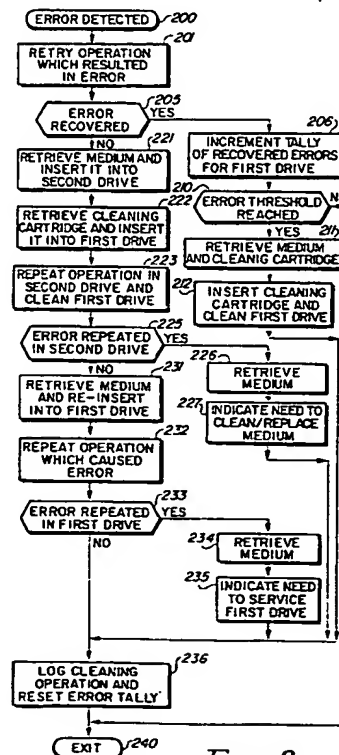 ERROR DETECTED
200
201
RETRY OPERATION
WHICH RESULTED
IN ERROR
205
ERROR
RECOVERED
YES
NO
206
INCREMENT TALLY
OF RECOVERED ERRORS
FOR FIRST DRIVE
221
RETRIEVE MEDIUM AND
INSERT IT INTO
SECOND DRIVE
210
ERROR THRESHOLD
REACHED
N
YES
222
RETRIEVE CLEANING
CARTRIDGE AND INSERT
IT INTO FIRST DRIVE
211
RETRIEVE MEDIUM
AND CLEANIG CARTRIDGE
223
REPEAT OPERATION IN
SECOND DRIVE AND
CLEAN FIRST DRIVE
212
INSERT CLEANING
CARTRIDGE AND
CLEAN FIRST DRIVE
225
ERROR REPEATED
IN SECOND DRIVE
YES
NO
226
RETRIEVE
MEDIUM
231
RETRIEVE MEDIUM
AND RE-INSERT
INTO FIRST DRIVE
227
INDICATE NEED TO
CLEAN/REPLACE
MEDIUM
232
REPEAT OPERATION
WHICH CAUSED
ERROR
233
ERROR REPEATED
IN FIRST DRIVE
YES
NO
234
RETRIEVE
MEDIUM
235
INDICATE NEED
TO SERVICE
FIRST DRIVE
236
LOG CLEANING
OPERATION AND
RESET ERROR TALLY
EXIT
240